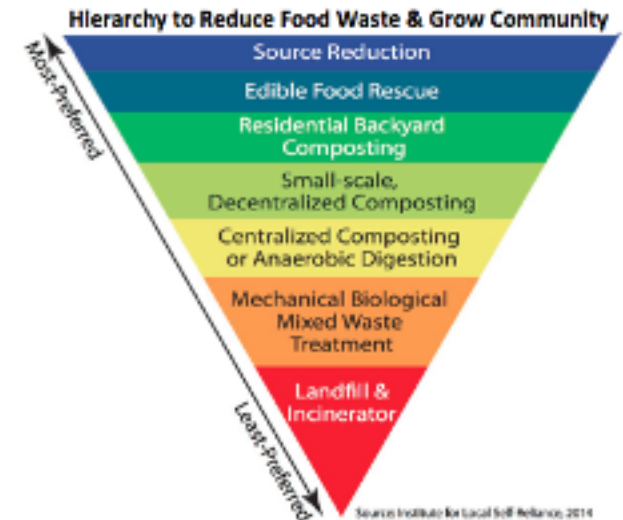 Hierarchy to Reduce Food Waste & Grow Community
Most-Preferred
Source Reduction
Edible Food Rescue
Residential Backyard
Composting
Small-scale,
Decentralized Composting
Centralized Composting
or Anaerobic Digestion
Mechanical Biological
Mixed Waste
Treatment
Landfill &
Incinerator
Least-Preferred
Source: Institute for Local Self-Reliance, 2014